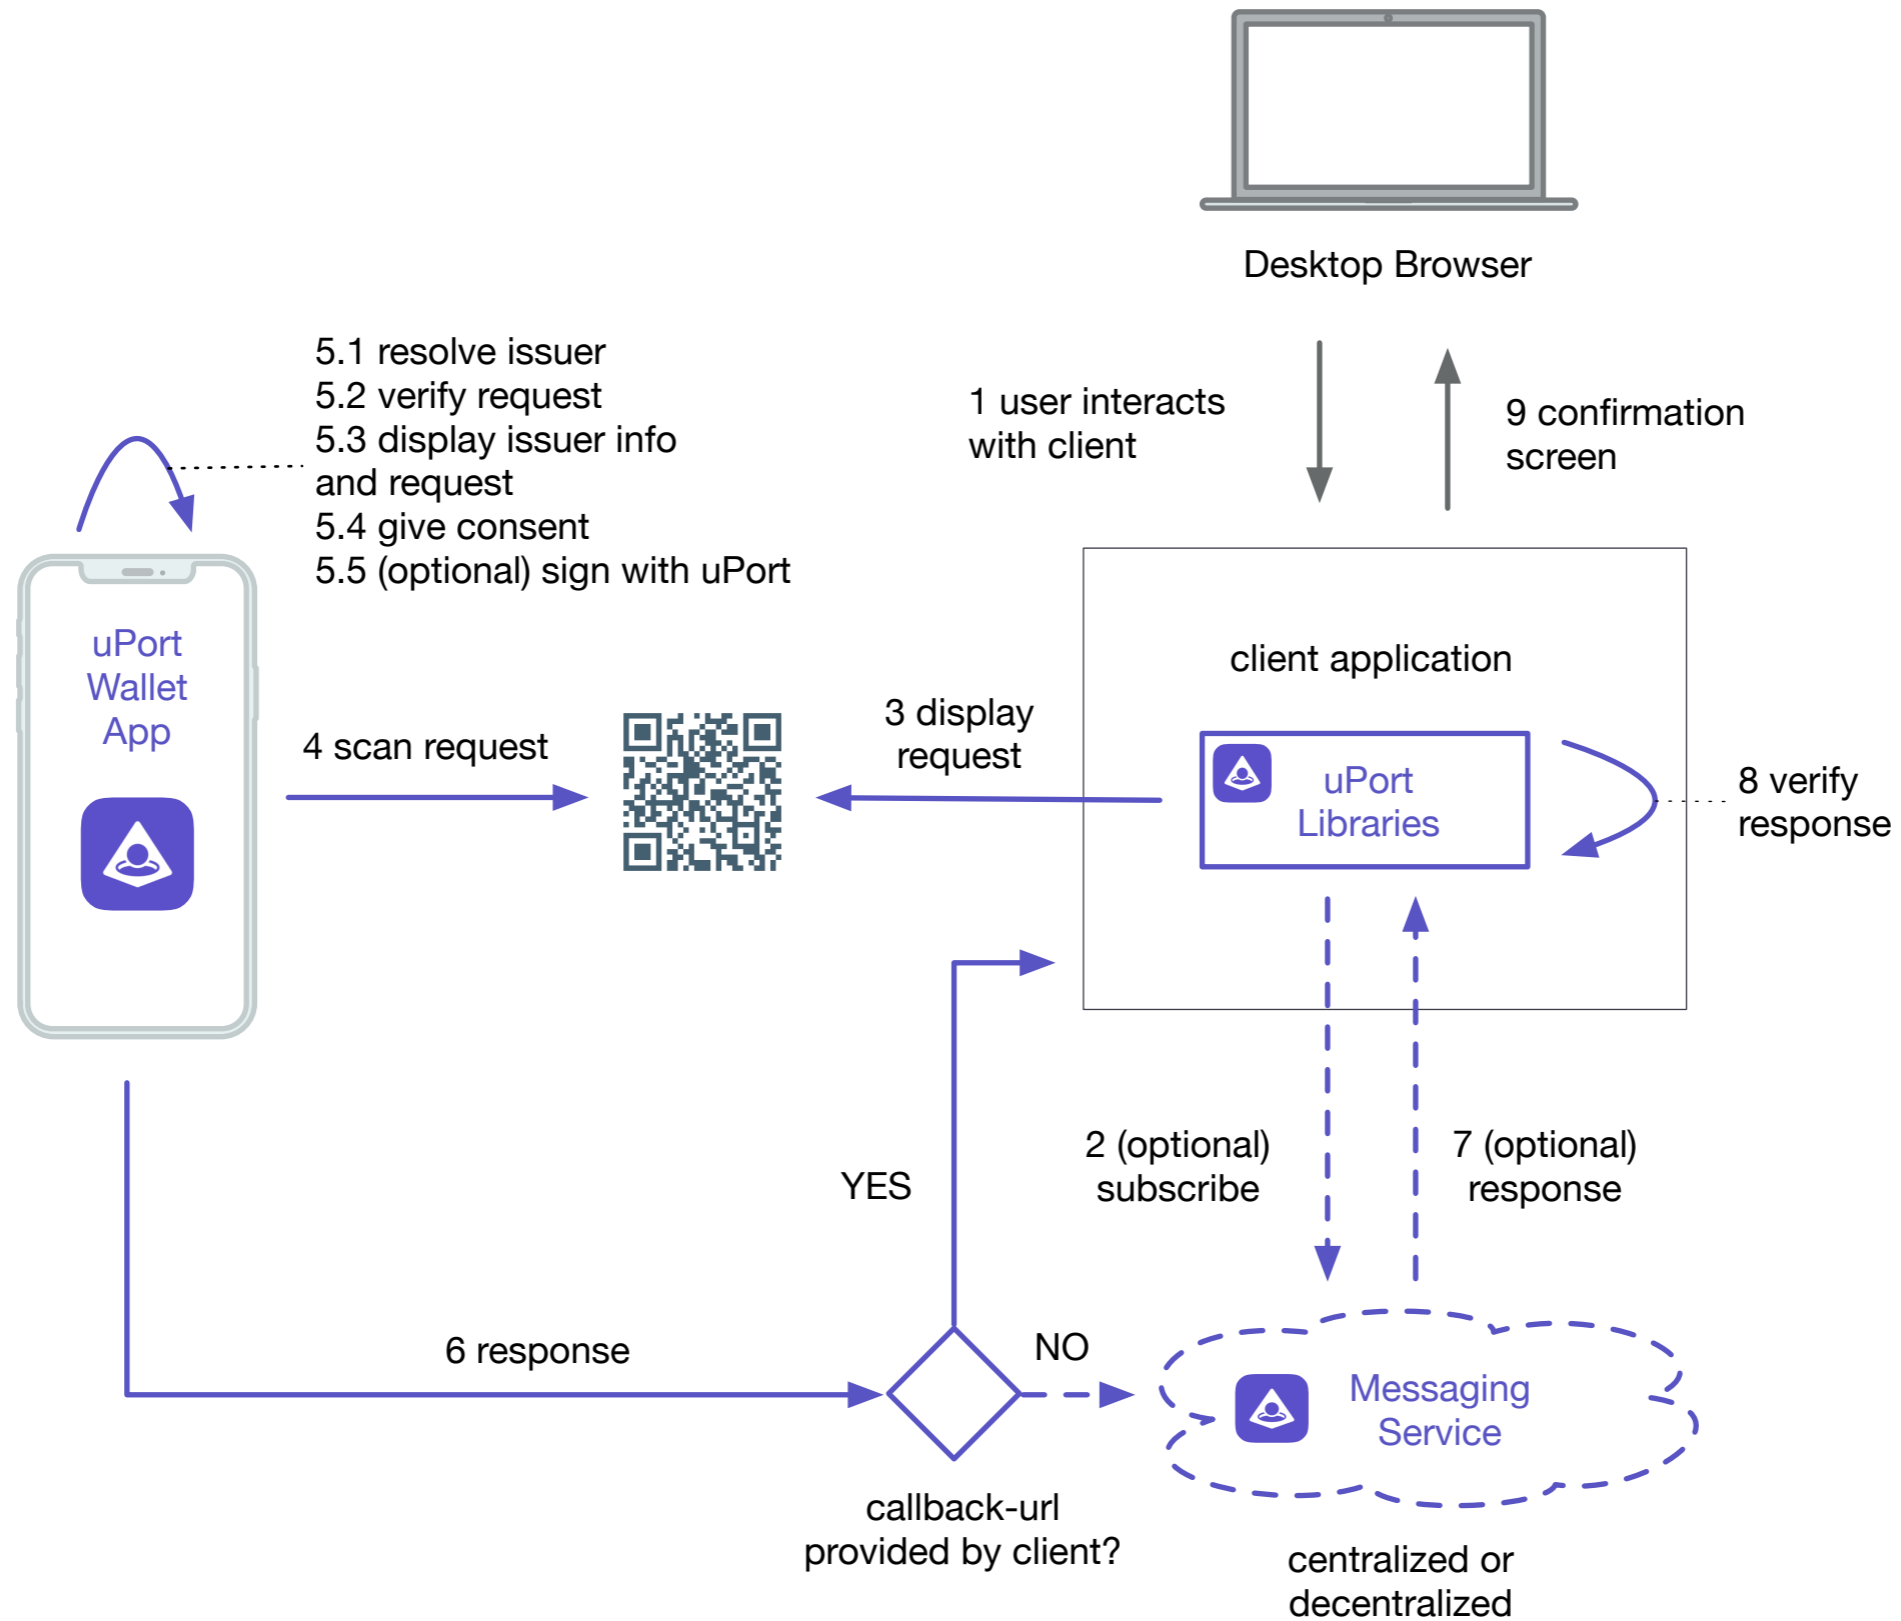 Desktop Browser
1 user interacts
with client
9 confirmation
screen
5.1 resolve issuer
5.2 verify request
5.3 display issuer info
and request
5.4 give consent
5.5 (optional) sign with uPort
uPort
Wallet
App
4 scan request
3 display
request
client application
uPort
Libraries
8 verify
response
2 (optional)
subscribe
7 (optional)
response
YES
6 response
NO
callback-url
provided by client?
Messaging
Service
centralized or
decentralized